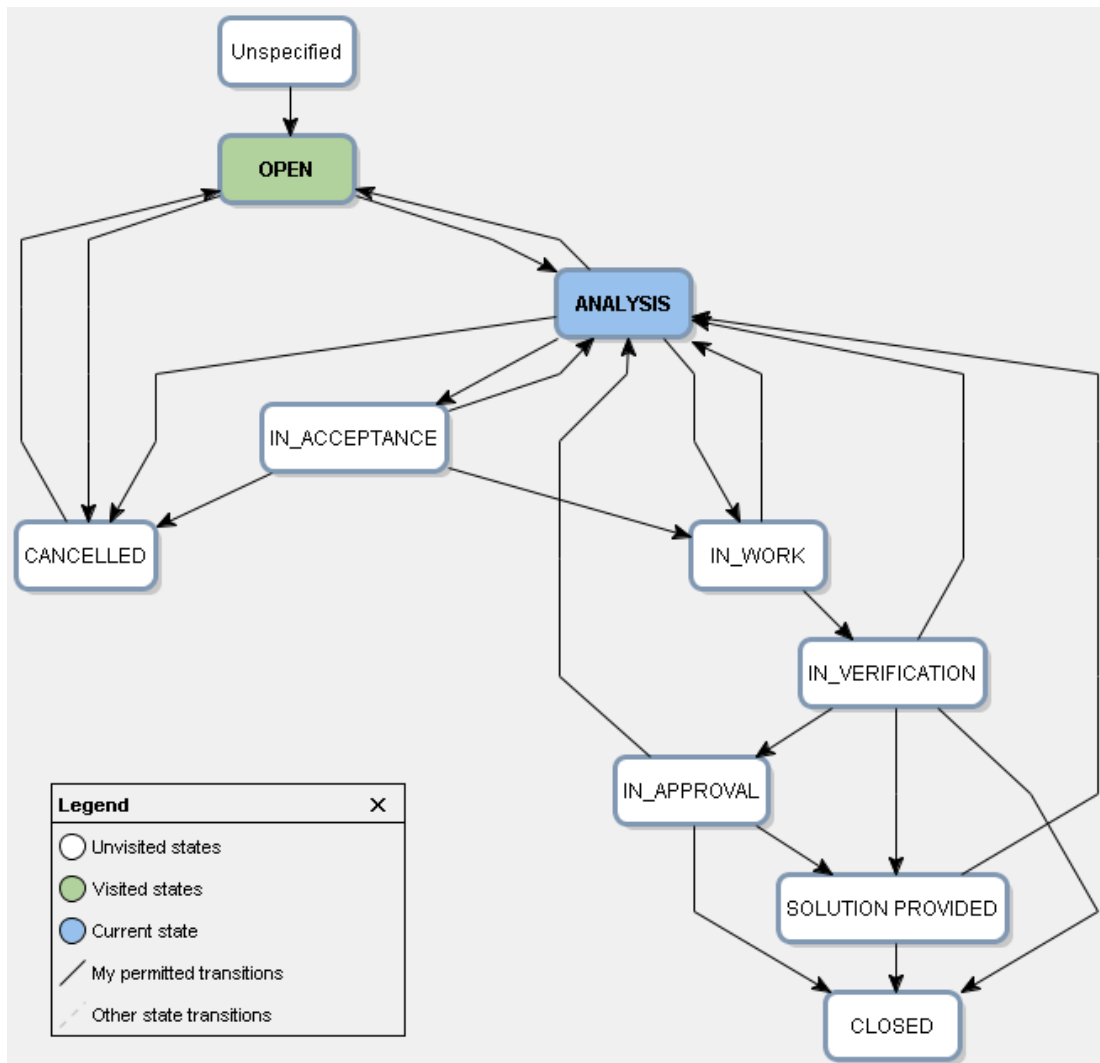 Unspecified
OPEN
ANALYSIS
IN_ACCEPTANCE
CANCELLED
IN_WORK
IN_VERIFICATION
IN_APPROVAL
SOLUTION PROVIDED
CLOSED
Legend
Unvisited states
Visited states
Current state
My permitted transitions
Other state transitions